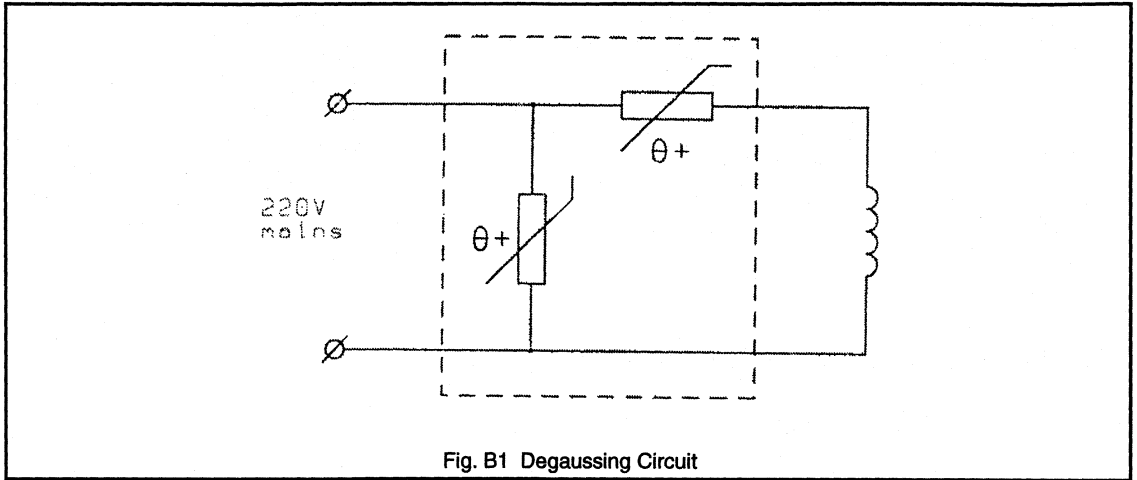 θ+
220V
mains
θ+
Fig. B1 Degaussing Circuit